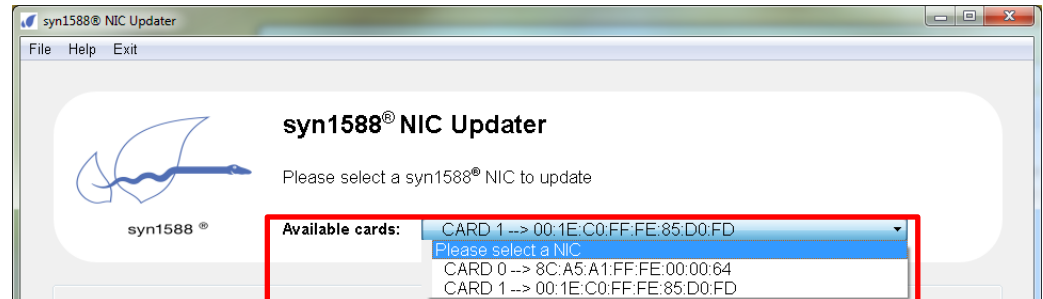 syn1588® NIC Updater
File Help Exit
syn1588® NIC Updater
Please select a syn1588® NIC to update
syn1588 ®
Available cards: CARD 1 --> 00:1E:C0:FF:FE:85:D0:FD
Please select a NIC
CARD 0 --> 8C:A5:A1:FF:FE:00:00:64
CARD 1 --> 00:1E:C0:FF:FE:85:D0:FD